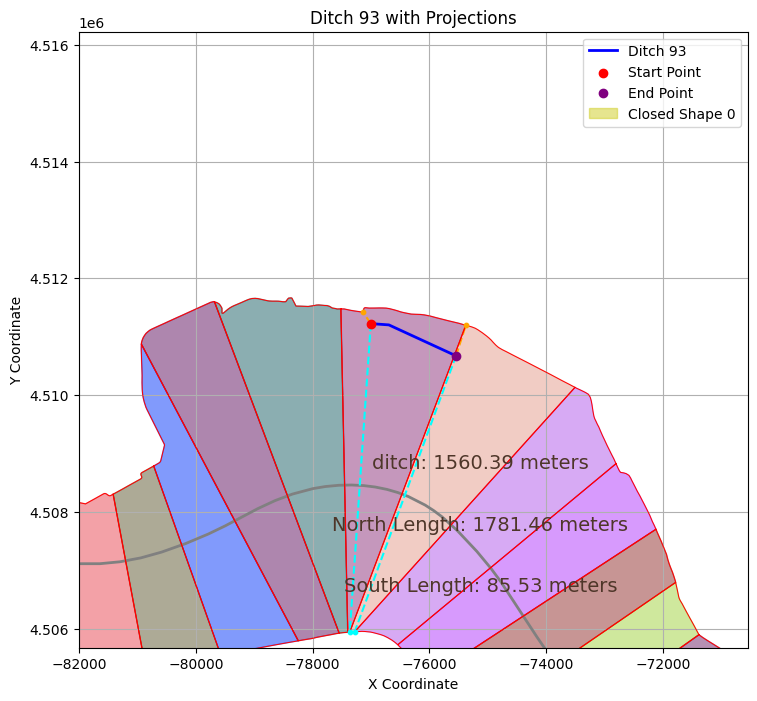 Ditch 93 with Projections
1e6
Ditch 93
Start Point
End Point
Closed Shape 0
4.516
4.514
4.512
4.510
4.508
4.506
Y Coordinate
ditch: 1560.39 meters
North Length: 1781.46 meters
South Length: 85.53 meters
−82000 −80000 −78000 −76000 −74000 −72000
X Coordinate